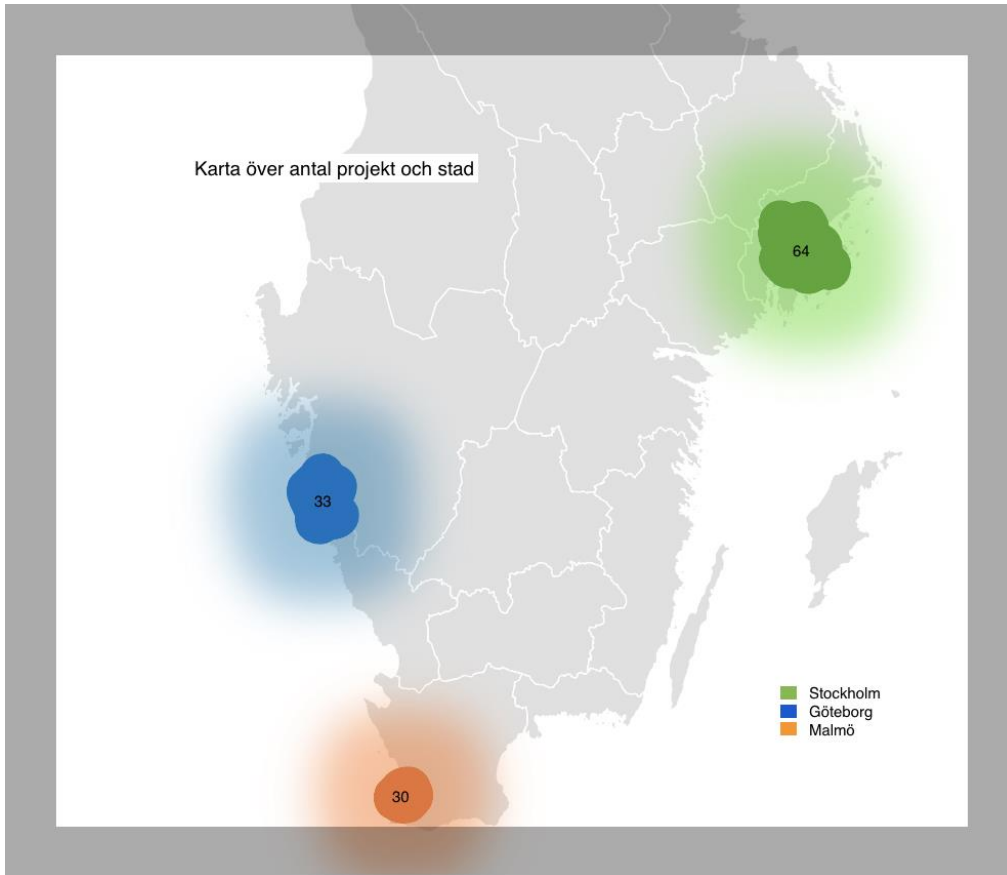 Karta över antal projekt och stad
64
33
Stockholm
Göteborg
Malmö
30